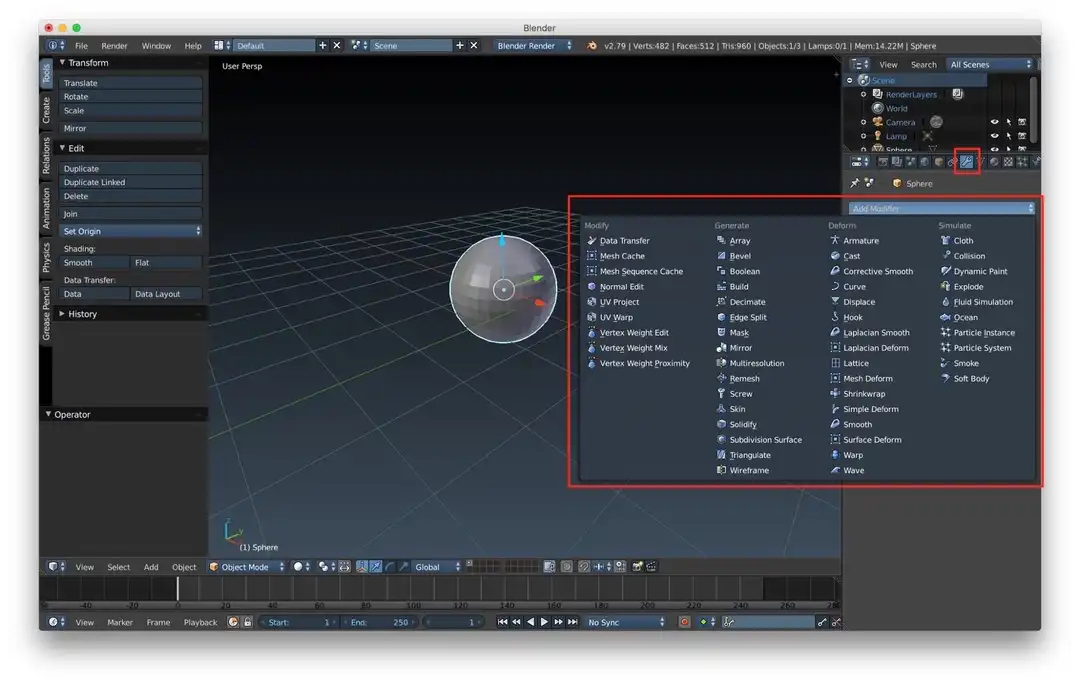 Blender
File Render Window Help Default Scene Blender Render v2.79 | Verts:482 | Faces:512 | Tris:960 | Objects:1/3 | Lamps:0/1 | Mem:14.22M | Sphere
Tools
Create
Relations
Animation
Physics
Grease Pencil
Transform
Translate
Rotate
Scale
Mirror
Edit
Duplicate
Duplicate Linked
Delete
Join
Set Origin
Shading:
Smooth Flat
Data Transfer:
Data Data Layout
History
Operator
User Persp
(1) Sphere
View Search All Scenes
Scene
RenderLayers
World
Camera
Lamp
Sphere
Sphere
Add Modifier
Modify
Data Transfer
Mesh Cache
Mesh Sequence Cache
Normal Edit
UV Project
UV Warp
Vertex Weight Edit
Vertex Weight Mix
Vertex Weight Proximity
Generate
Array
Bevel
Boolean
Build
Decimate
Edge Split
Mask
Mirror
Multiresolution
Remesh
Screw
Skin
Solidify
Subdivision Surface
Triangulate
Wireframe
Deform
Armature
Cast
Corrective Smooth
Curve
Displace
Hook
Laplacian Smooth
Laplacian Deform
Lattice
Mesh Deform
Shrinkwrap
Simple Deform
Smooth
Surface Deform
Warp
Wave
Simulate
Cloth
Collision
Dynamic Paint
Explode
Fluid Simulation
Ocean
Particle Instance
Particle System
Smoke
Soft Body
View Select Add Object Object Mode Global
-40 -20 0 20 40 60 80 100 120 140 160 180 200 220 240 260 280
View Marker Frame Playback Start: 1 End: 250 1 No Sync